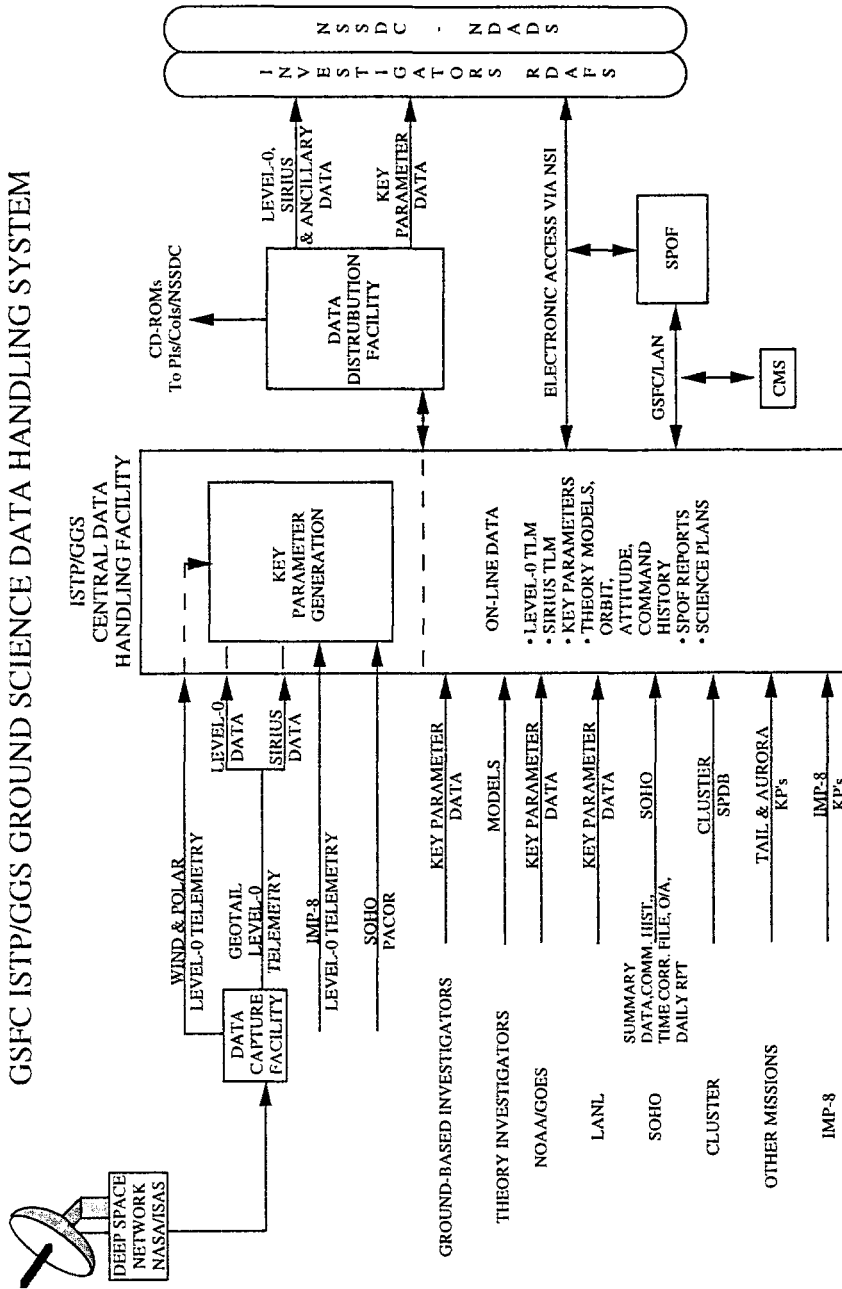 GSFC ISTP/GGS GROUND SCIENCE DATA HANDLING SYSTEM
DEEP SPACE
NETWORK
NASA/ISAS
DATA
CAPTURE
FACILITY
WIND & POLAR
LEVEL-0 TELEMETRY
GEOTAIL
LEVEL-0
TELEMETRY
LEVEL-0
DATA
SIRIUS
DATA
IMP-8
LEVEL-0 TELEMETRY
SOHO
PACOR
ISTP/GGS
CENTRAL DATA
HANDLING FACILITY
KEY
PARAMETER
GENERATION
CD-ROMs
To PIs/CoIs/NSSDC
DATA
DISTRUBUTION
FACILITY
LEVEL-0,
SIRIUS
& ANCILLARY
DATA
KEY
PARAMETER
DATA
INVESTIGATORS RDAFS
NSSDC - NDADS
GROUND-BASED INVESTIGATORS
KEY PARAMETER
DATA
THEORY INVESTIGATORS
MODELS
NOAA/GOES
KEY PARAMETER
DATA
LANL
KEY PARAMETER
DATA
SOHO
SUMMARY
DATA,COMM. HIST.,
TIME CORR. FILE, O/A,
DAILY RPT
SOHO
CLUSTER
CLUSTER
SPDB
OTHER MISSIONS
TAIL & AURORA
KP's
IMP-8
IMP-8
KP's
ON-LINE DATA
• LEVEL-0 TLM
• SIRIUS TLM
• KEY PARAMETERS
• THEORY MODELS,
ORBIT,
ATTITUDE,
COMMAND
HISTORY
• SPOF REPORTS
• SCIENCE PLANS
ELECTRONIC ACCESS VIA NSI
SPOF
GSFC/LAN
CMS